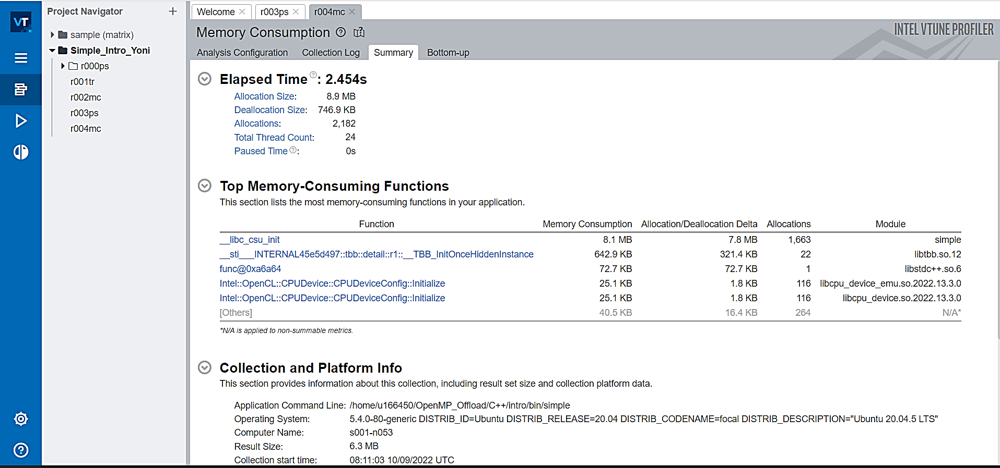 VT
Project Navigator +
sample (matrix)
Simple_Intro_Yoni
r000ps
r001tr
r002mc
r003ps
r004mc
Welcome r003ps r004mc
Memory Consumption
INTEL VTUNE PROFILER
Analysis Configuration Collection Log Summary Bottom-up
Elapsed Time ?: 2.454s
Allocation Size: 8.9 MB
Deallocation Size: 746.9 KB
Allocations: 2,182
Total Thread Count: 24
Paused Time ?: 0s
Top Memory-Consuming Functions
This section lists the most memory-consuming functions in your application.
Function Memory Consumption Allocation/Deallocation Delta Allocations Module
__libc_csu_init 8.1 MB 7.8 MB 1,663 simple
__sti___INTERNAL45e5d497::tbb::detail::r1::__TBB_InitOnceHiddenInstance 642.9 KB 321.4 KB 22 libtbb.so.12
func@0xa6a64 72.7 KB 72.7 KB 1 libstdc++.so.6
Intel::OpenCL::CPUDevice::CPUDeviceConfig::Initialize 25.1 KB 1.8 KB 116 libcpu_device_emu.so.2022.13.3.0
Intel::OpenCL::CPUDevice::CPUDeviceConfig::Initialize 25.1 KB 1.8 KB 116 libcpu_device.so.2022.13.3.0
[Others] 40.5 KB 16.4 KB 264 N/A*
*N/A is applied to non-summable metrics.
Collection and Platform Info
This section provides information about this collection, including result set size and collection platform data.
Application Command Line: /home/u166450/OpenMP_Offload/C++/intro/bin/simple
Operating System: 5.4.0-80-generic DISTRIB_ID=Ubuntu DISTRIB_RELEASE=20.04 DISTRIB_CODENAME=focal DISTRIB_DESCRIPTION="Ubuntu 20.04.5 LTS"
Computer Name: s001-n053
Result Size: 6.3 MB
Collection start time: 08:11:03 10/09/2022 UTC